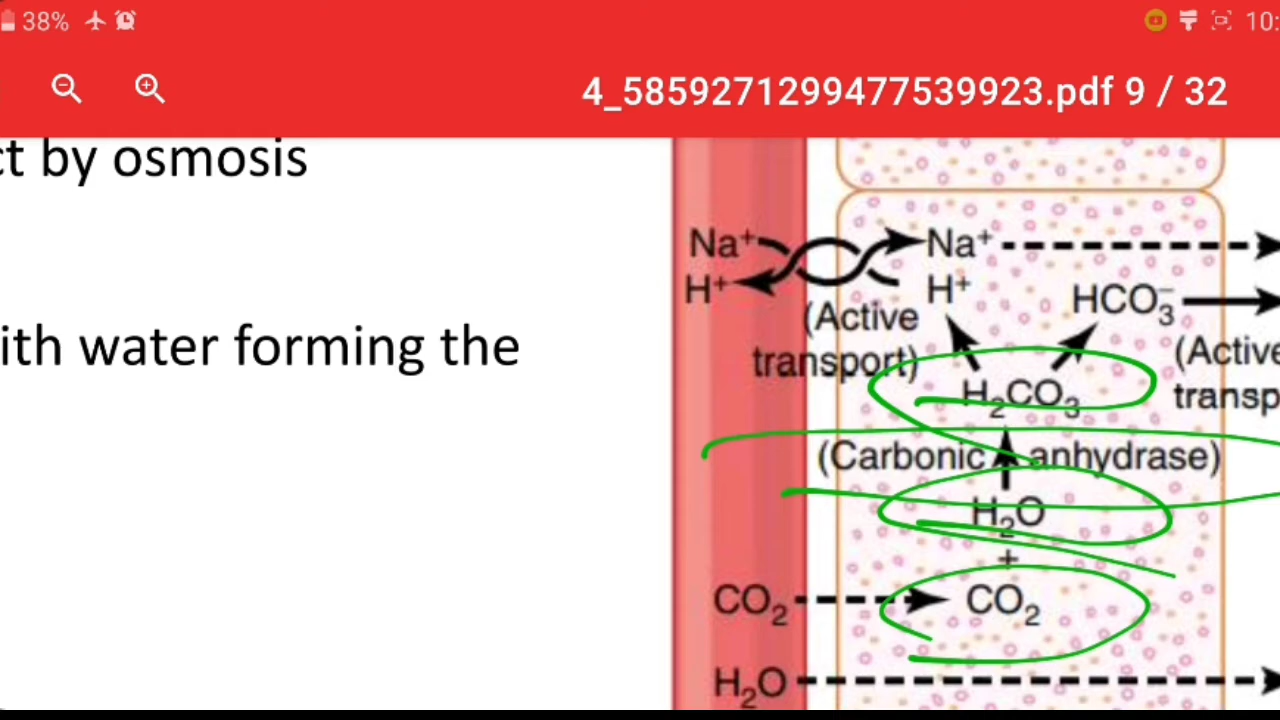 38% 10:
4_5859271299477539923.pdf 9 / 32
ct by osmosis
ith water forming the
Na⁺ Na⁺
H⁺ H⁺ HCO₃⁻
(Active
transport)
(Active
transp
H₂CO₃
(Carbonic anhydrase)
H₂O
+
CO₂ CO₂
H₂O